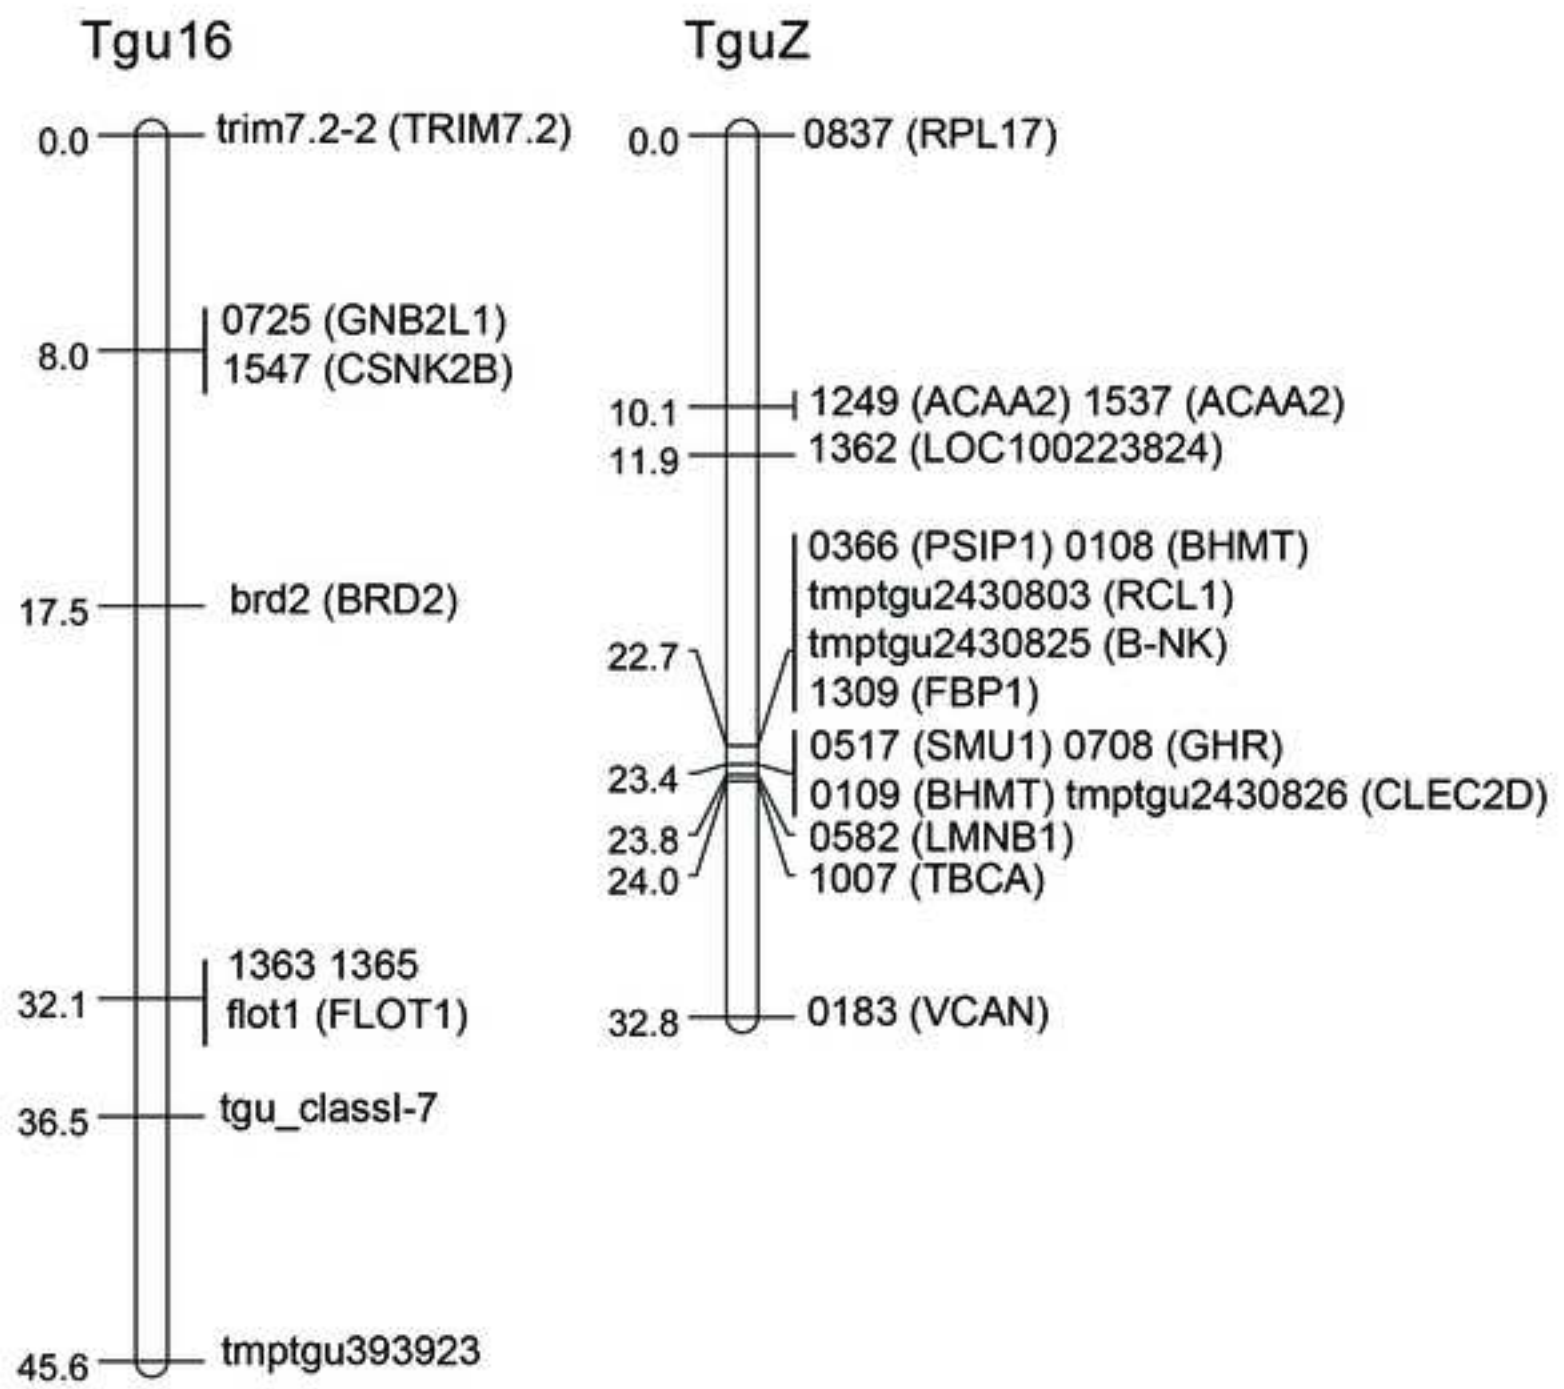 Tgu16
0.0 trim7.2-2 (TRIM7.2)
0725 (GNB2L1)
8.0
1547 (CSNK2B)
17.5 brd2 (BRD2)
1363 1365
32.1
flot1 (FLOT1)
36.5 tgu_classI-7
45.6 tmptgu393923
TguZ
0.0 0837 (RPL17)
10.1 1249 (ACAA2) 1537 (ACAA2)
11.9 1362 (LOC100223824)
0366 (PSIP1) 0108 (BHMT)
tmptgu2430803 (RCL1)
22.7 tmptgu2430825 (B-NK)
1309 (FBP1)
0517 (SMU1) 0708 (GHR)
23.4
0109 (BHMT) tmptgu2430826 (CLEC2D)
23.8 0582 (LMNB1)
24.0 1007 (TBCA)
32.8 0183 (VCAN)